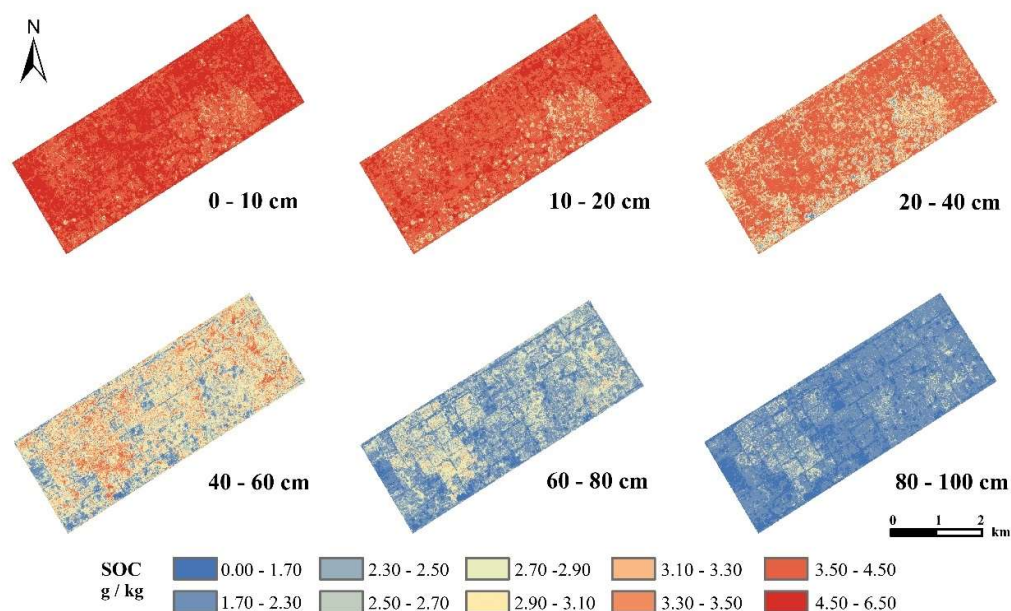 N
0 - 10 cm
10 - 20 cm
20 - 40 cm
40 - 60 cm
60 - 80 cm
80 - 100 cm
0 1 2
km
SOC
g / kg
0.00 - 1.70
2.30 - 2.50
2.70 -2.90
3.10 - 3.30
3.50 - 4.50
1.70 - 2.30
2.50 - 2.70
2.90 - 3.10
3.30 - 3.50
4.50 - 6.50